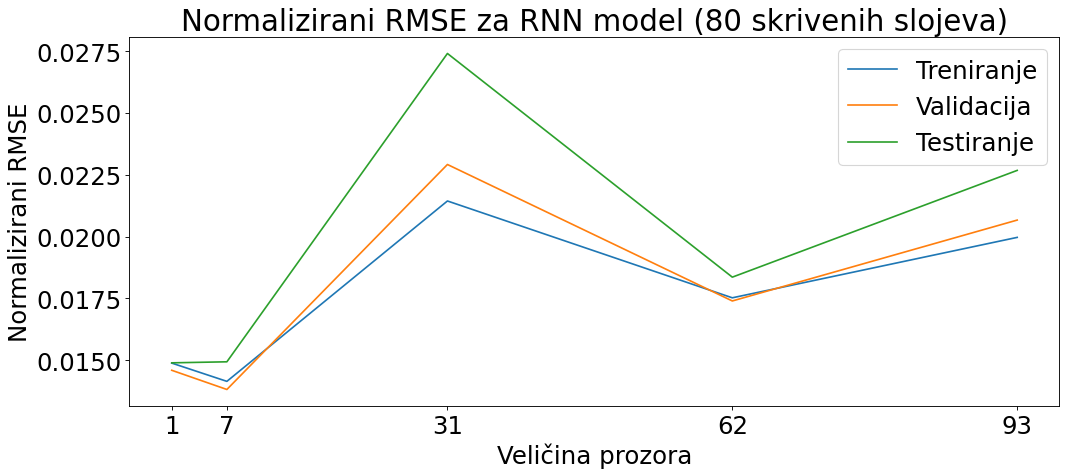 Normalizirani RMSE za RNN model (80 skrivenih slojeva)
Normalizirani RMSE
0.0275
0.0250
0.0225
0.0200
0.0175
0.0150
Treniranje
Validacija
Testiranje
1 7 31 62 93
Veličina prozora